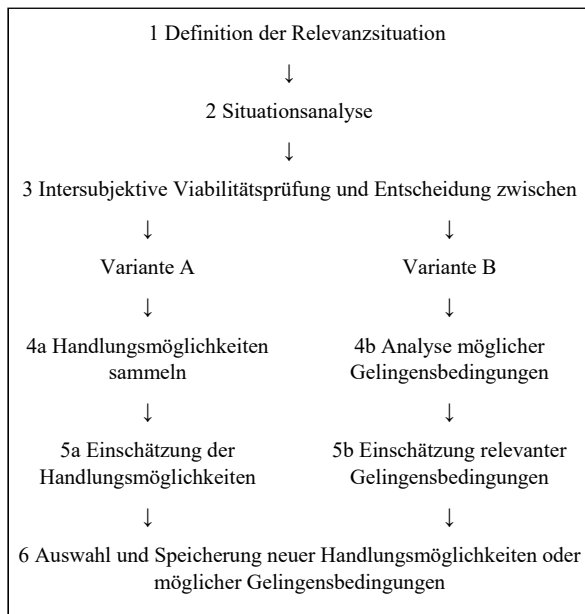 1 Definition der Relevanzsituation
↓
2 Situationsanalyse
↓
3 Intersubjektive Viabilitätsprüfung und Entscheidung zwischen
↓ ↓
Variante A Variante B
↓ ↓
4a Handlungsmöglichkeiten
sammeln
4b Analyse möglicher
Gelingensbedingungen
↓ ↓
5a Einschätzung der
Handlungsmöglichkeiten
5b Einschätzung relevanter
Gelingensbedingungen
↓ ↓
6 Auswahl und Speicherung neuer Handlungsmöglichkeiten oder
möglicher Gelingensbedingungen